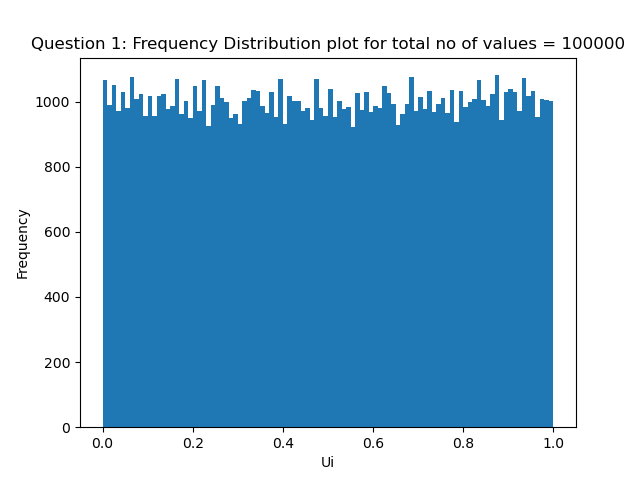 Question 1: Frequency Distribution plot for total no of values = 100000
1000
800
600
400
200
0
Frequency
0.0 0.2 0.4 0.6 0.8 1.0
Ui